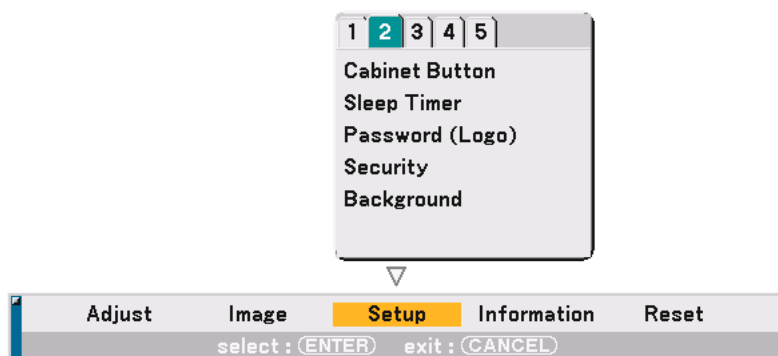 1 2 3 4 5
Cabinet Button
Sleep Timer
Password (Logo)
Security
Background
Adjust Image Setup Information Reset
select : ENTER exit : CANCEL